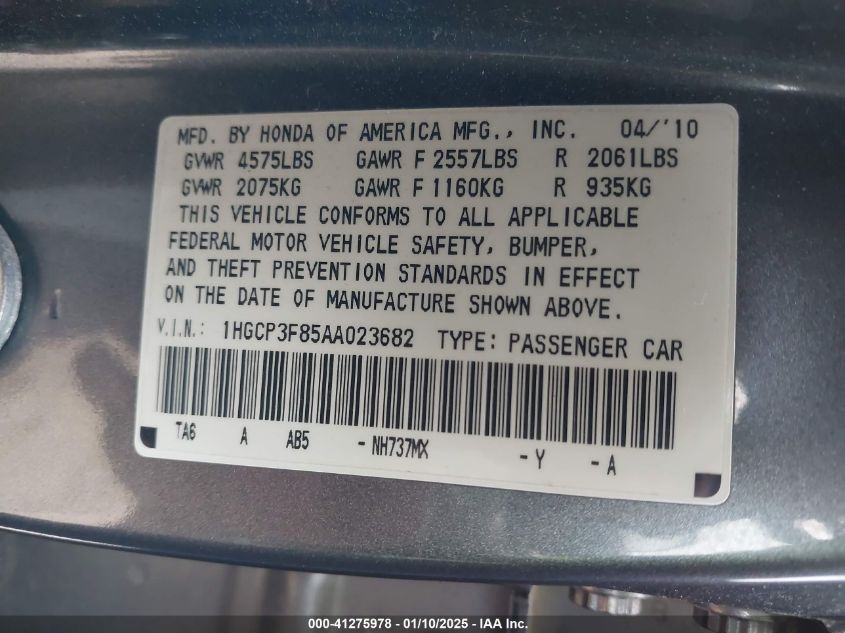 MFD. BY HONDA OF AMERICA MFG., INC. 04/'10
GVWR 4575LBS GAWR F 2557LBS R 2061LBS
GVWR 2075KG GAWR F 1160KG R 935KG
THIS VEHICLE CONFORMS TO ALL APPLICABLE
FEDERAL MOTOR VEHICLE SAFETY, BUMPER,
AND THEFT PREVENTION STANDARDS IN EFFECT
ON THE DATE OF MANUFACTURE SHOWN ABOVE.
V.I.N.: 1HGCP3F85AA023682 TYPE: PASSENGER CAR
TA6 A AB5 - NH737MX - Y - A
000-41275978 - 01/10/2025 - IAA Inc.